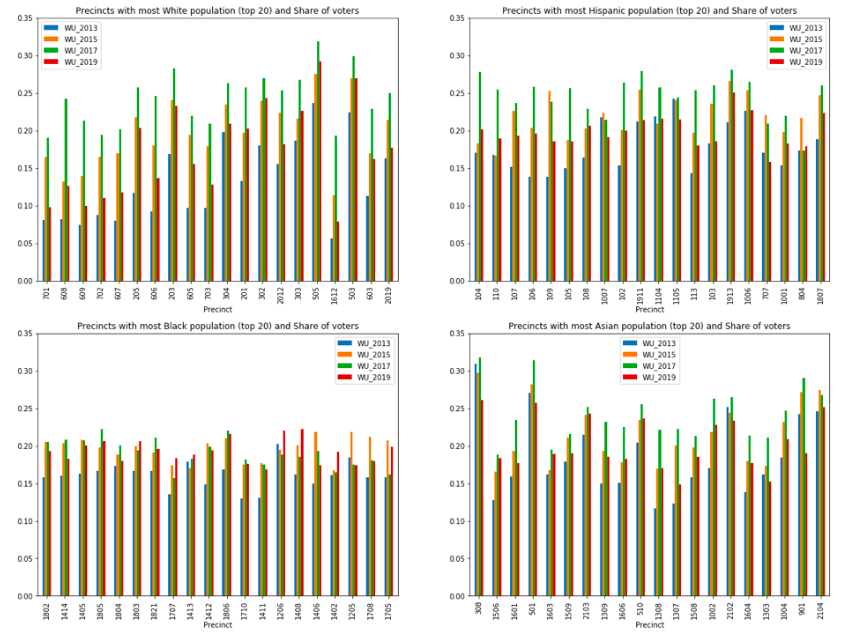 Precincts with most White population (top 20) and Share of voters
0.35
0.30
0.25
0.20
0.15
0.10
0.05
0.00
WU_2013
WU_2015
WU_2017
WU_2019
701 608 609 702 607 205 606 203 605 703 304 201 302 2012 303 505 1612 503 603 2019
Precinct
Precincts with most Hispanic population (top 20) and Share of voters
0.35
0.30
0.25
0.20
0.15
0.10
0.05
0.00
WU_2013
WU_2015
WU_2017
WU_2019
104 110 107 106 109 105 108 1007 102 1911 1104 1105 113 103 1913 1006 707 1001 804 1807
Precinct
Precincts with most Black population (top 20) and Share of voters
0.35
0.30
0.25
0.20
0.15
0.10
0.05
0.00
WU_2013
WU_2015
WU_2017
WU_2019
1802 1414 1405 1805 1804 1803 1821 1707 1413 1412 1806 1710 1411 1206 1408 1406 1402 1205 1708 1705
Precinct
Precincts with most Asian population (top 20) and Share of voters
0.35
0.30
0.25
0.20
0.15
0.10
0.05
0.00
WU_2013
WU_2015
WU_2017
WU_2019
308 1506 1601 501 1603 1509 2103 1309 1606 510 1308 1307 1508 1002 2102 1604 1303 1004 901 2104
Precinct